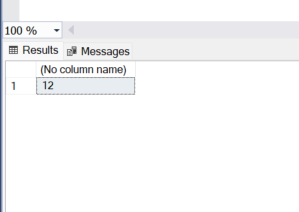 100 %
Results Messages
(No column name)
1 12